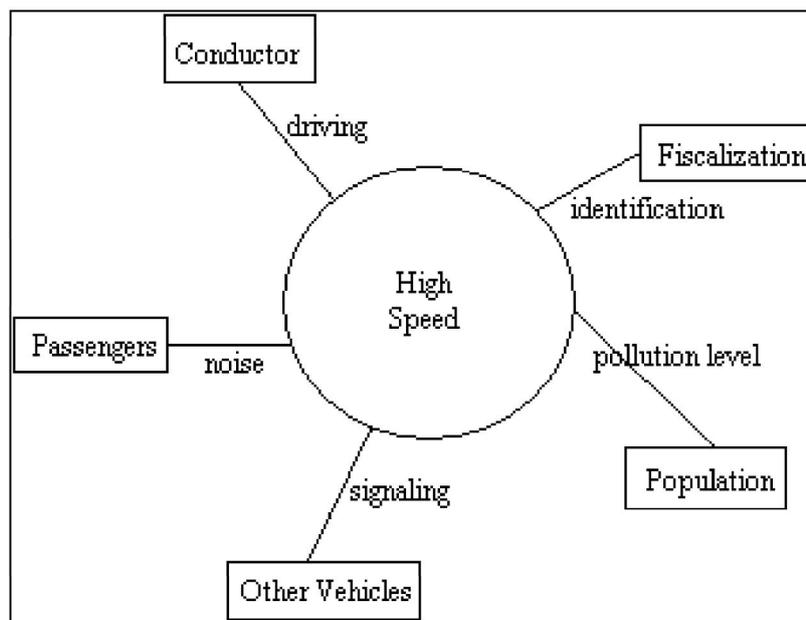 Conductor
driving
Fiscalization
identification
High
Speed
Passengers
noise
pollution level
Population
signaling
Other Vehicles